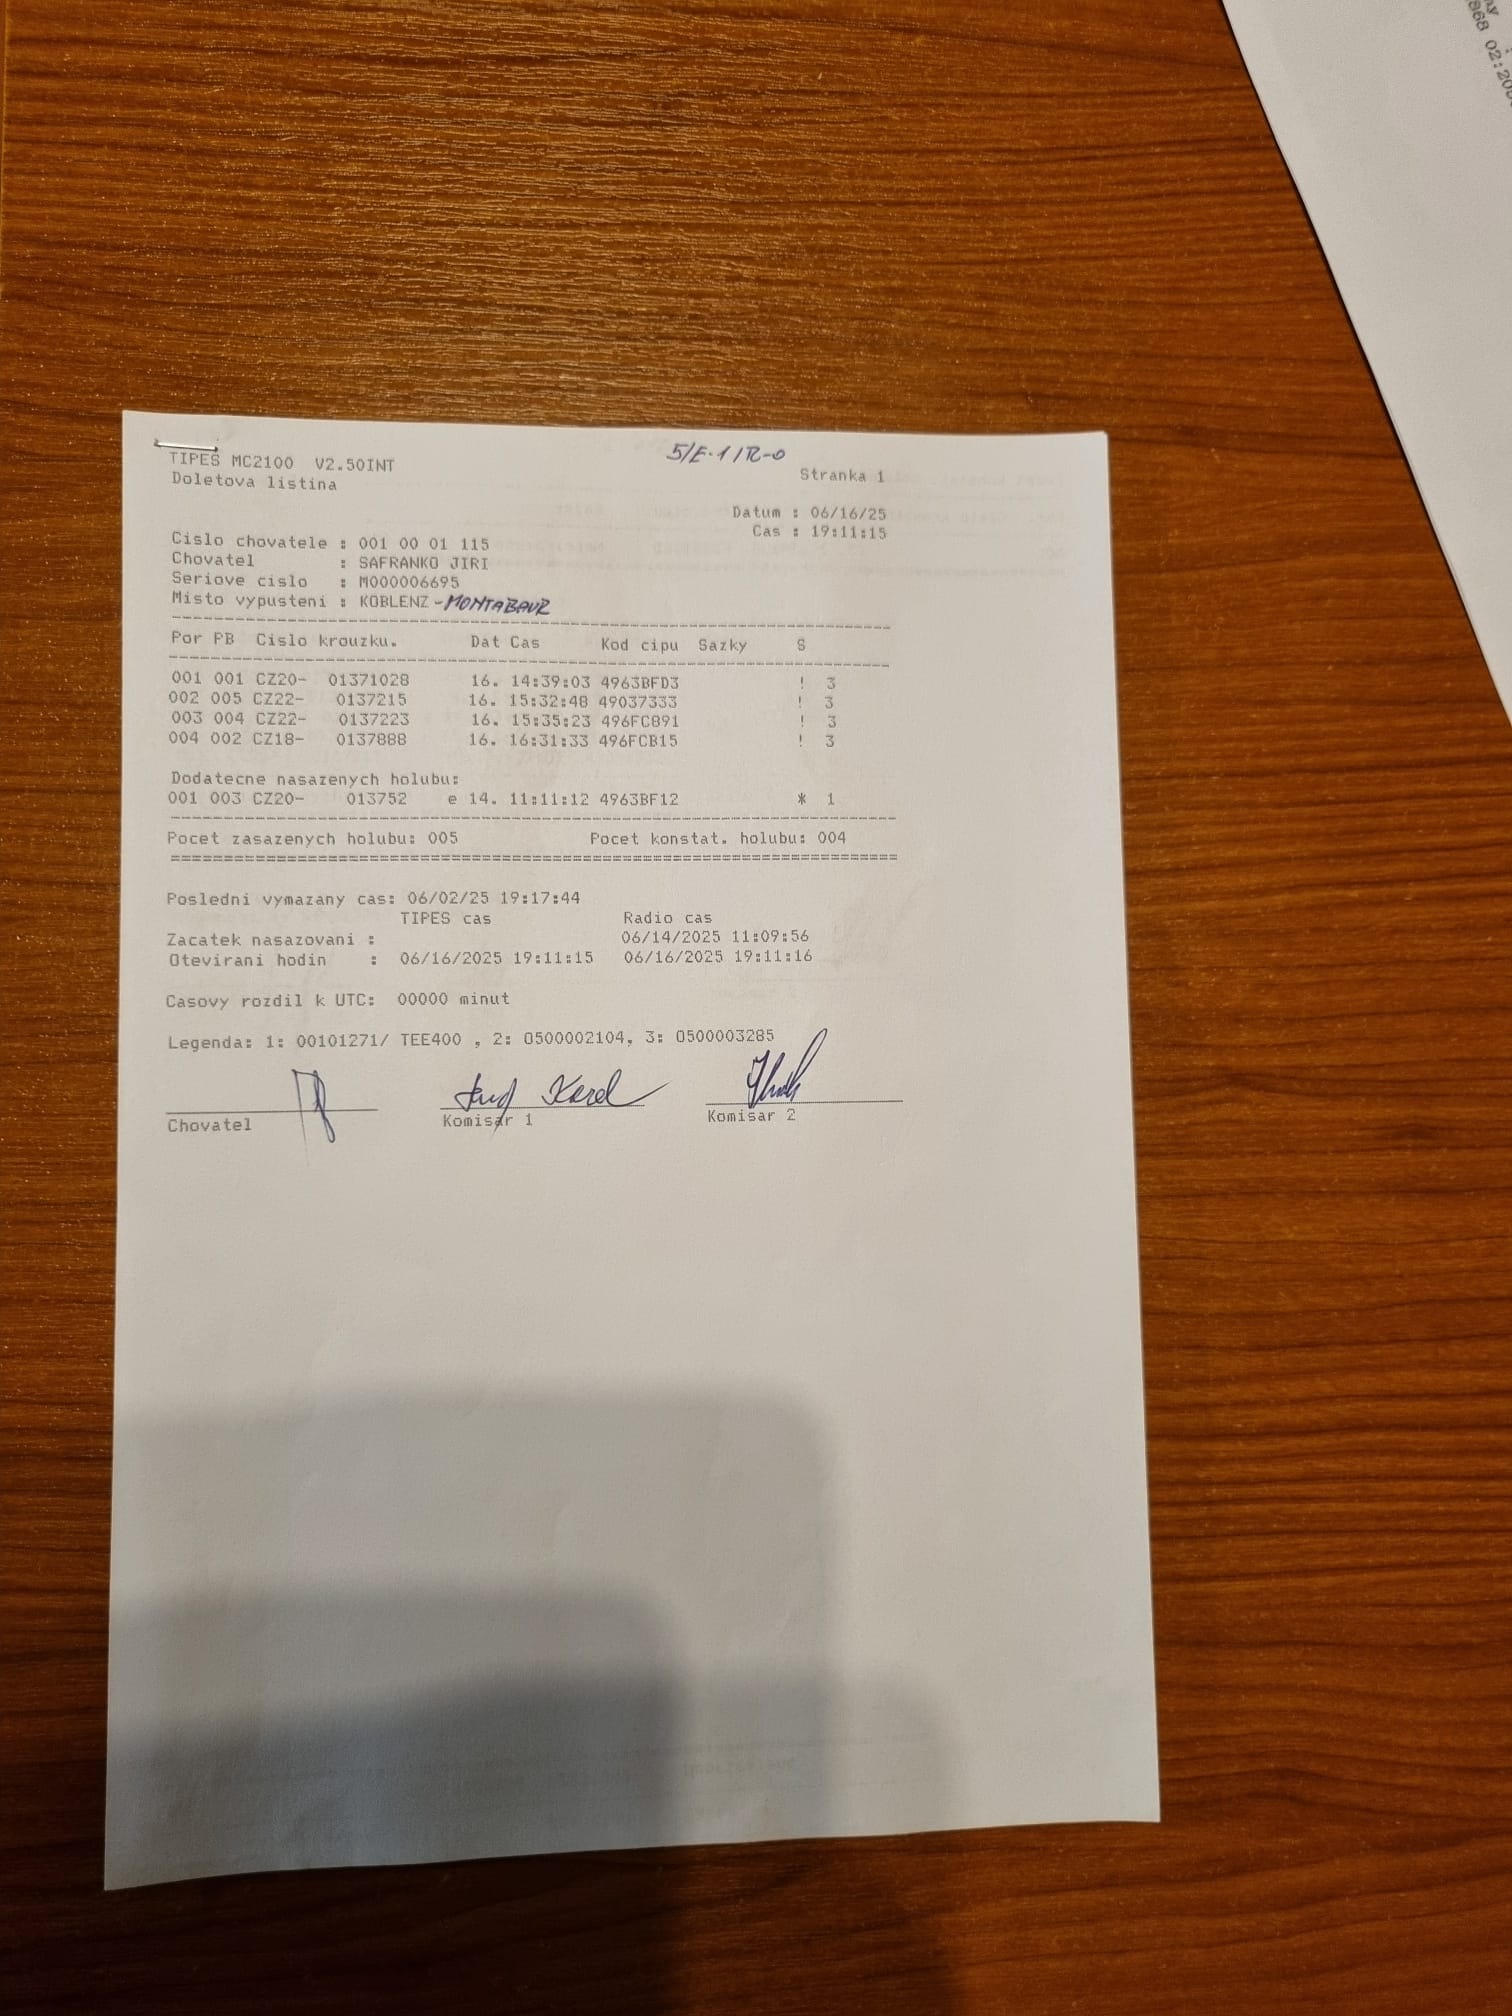 5/E-1/R-0
TIPES MC2100 V2.50INT
Stranka 1
Doletova listina
Datum : 06/16/25
Cas : 19:11:15
Cislo chovatele : 001 00 01 115
Chovatel : SAFRANKO JIRI
Seriove cislo : M000006695
Misto vypusteni : KOBLENZ -MONTABAUR
Por PB Cislo krouzku. Dat Cas Kod cipu Sazky S
001 001 CZ20- 01371028 16. 14:39:03 4963BFD3 ! 3
002 005 CZ22- 0137215 16. 15:32:48 49037333 ! 3
003 004 CZ22- 0137223 16. 15:35:23 496FC891 ! 3
004 002 CZ18- 0137888 16. 16:31:33 496FCB15 ! 3
Dodatecne nasazenych holubu:
001 003 CZ20- 013752 e 14. 11:11:12 4963BF12 * 1
Pocet zasazenych holubu: 005 Pocet konstat. holubu: 004
Posledni vymazany cas: 06/02/25 19:17:44
TIPES cas Radio cas
Zacatek nasazovani : 06/14/2025 11:09:56
Otevirani hodin : 06/16/2025 19:11:15 06/16/2025 19:11:16
Casovy rozdil k UTC: 00000 minut
Legenda: 1: 00101271/ TEE400 , 2: 0500002104, 3: 0500003285
Karel
Chovatel Komisar 1 Komisar 2